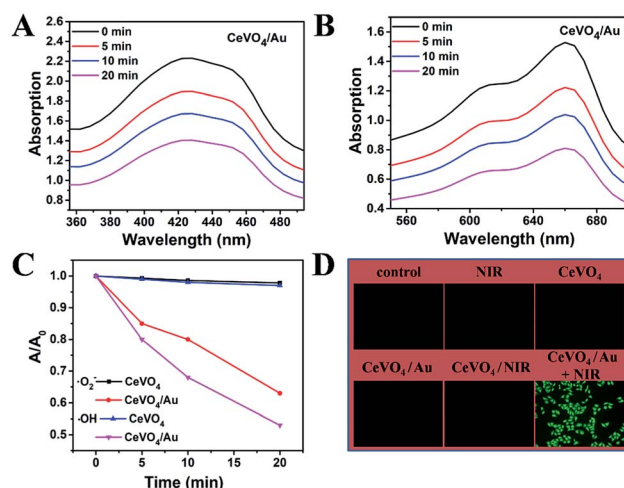 A
CeVO4/Au
0 min
5 min
10 min
20 min
2.6
2.4
2.2
2.0
1.8
1.6
1.4
1.2
1.0
0.8
Absorption
360 390 420 450 480
Wavelength (nm)
B
CeVO4/Au
0 min
5 min
10 min
20 min
1.6
1.4
1.2
1.0
0.8
0.6
0.4
Absorption
560 600 640 680
Wavelength (nm)
C
1.0
0.9
0.8
0.7
0.6
0.5
A/A0
·O2- CeVO4
CeVO4/Au
·OH CeVO4
CeVO4/Au
0 5 10 15 20
Time (min)
D
control NIR CeVO4
CeVO4/Au CeVO4/NIR CeVO4/Au
+ NIR